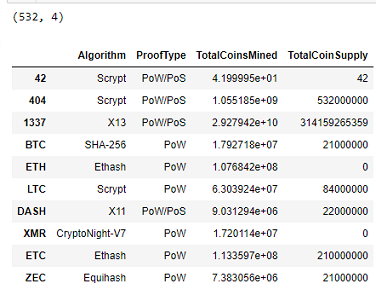 (532, 4)
Algorithm ProofType TotalCoinsMined TotalCoinSupply
42 Scrypt PoW/PoS 4.199995e+01 42
404 Scrypt PoW/PoS 1.055185e+09 532000000
1337 X13 PoW/PoS 2.927942e+10 314159265359
BTC SHA-256 PoW 1.792718e+07 21000000
ETH Ethash PoW 1.076842e+08 0
LTC Scrypt PoW 6.303924e+07 84000000
DASH X11 PoW/PoS 9.031294e+06 22000000
XMR CryptoNight-V7 PoW 1.720114e+07 0
ETC Ethash PoW 1.133597e+08 210000000
ZEC Equihash PoW 7.383056e+06 21000000